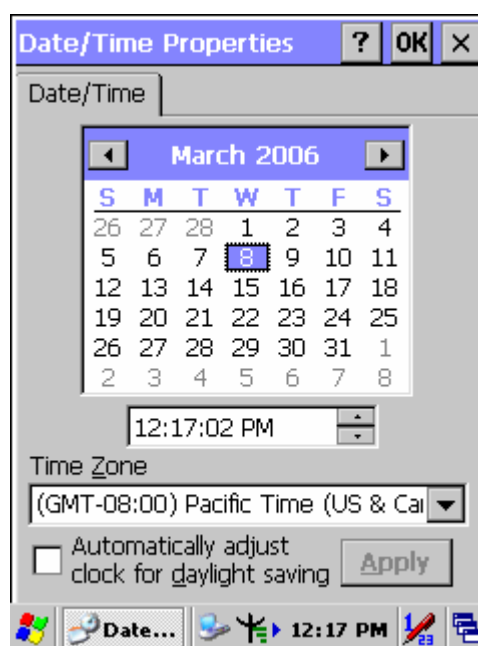 Date/Time Properties ? OK ×
Date/Time
March 2006
S M T W T F S
26 27 28 1 2 3 4
5 6 7 8 9 10 11
12 13 14 15 16 17 18
19 20 21 22 23 24 25
26 27 28 29 30 31 1
2 3 4 5 6 7 8
12:17:02 PM
Time Zone
(GMT-08:00) Pacific Time (US & Ca
Automatically adjust
clock for daylight saving
Apply
Date... 12:17 PM 1/23